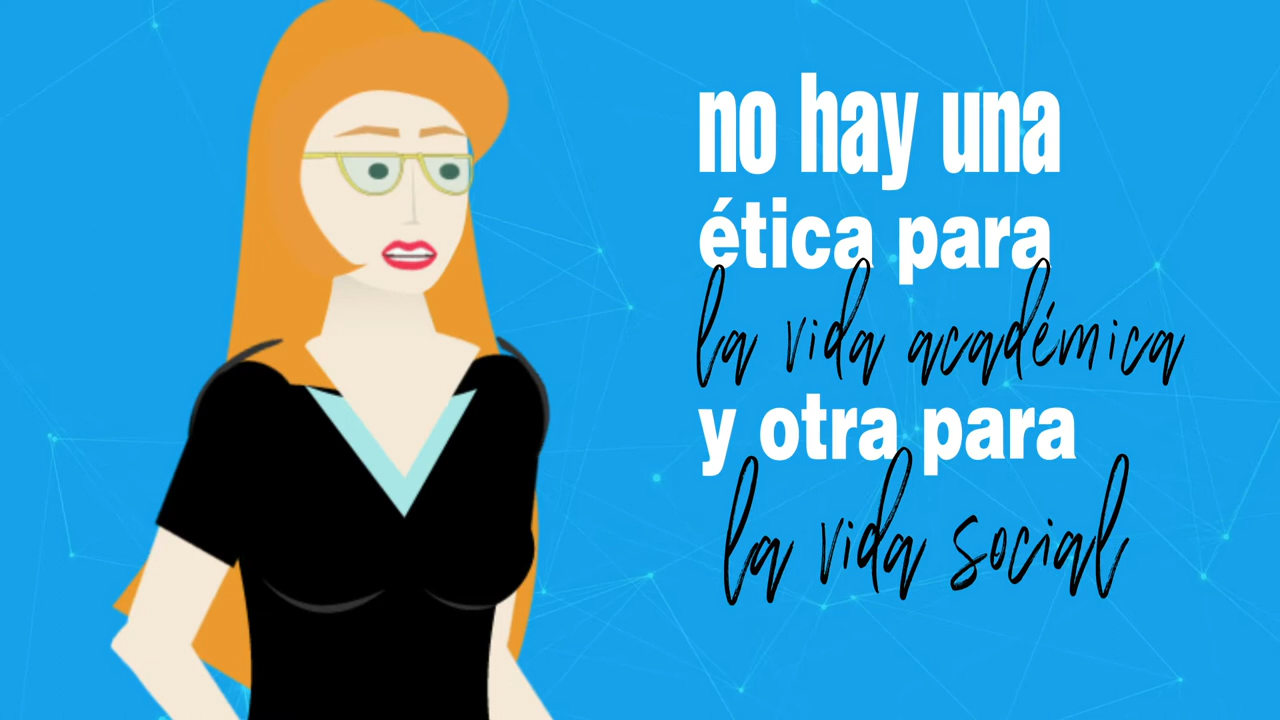 no hay una
ética para
la vida académica
y otra para
la vida social